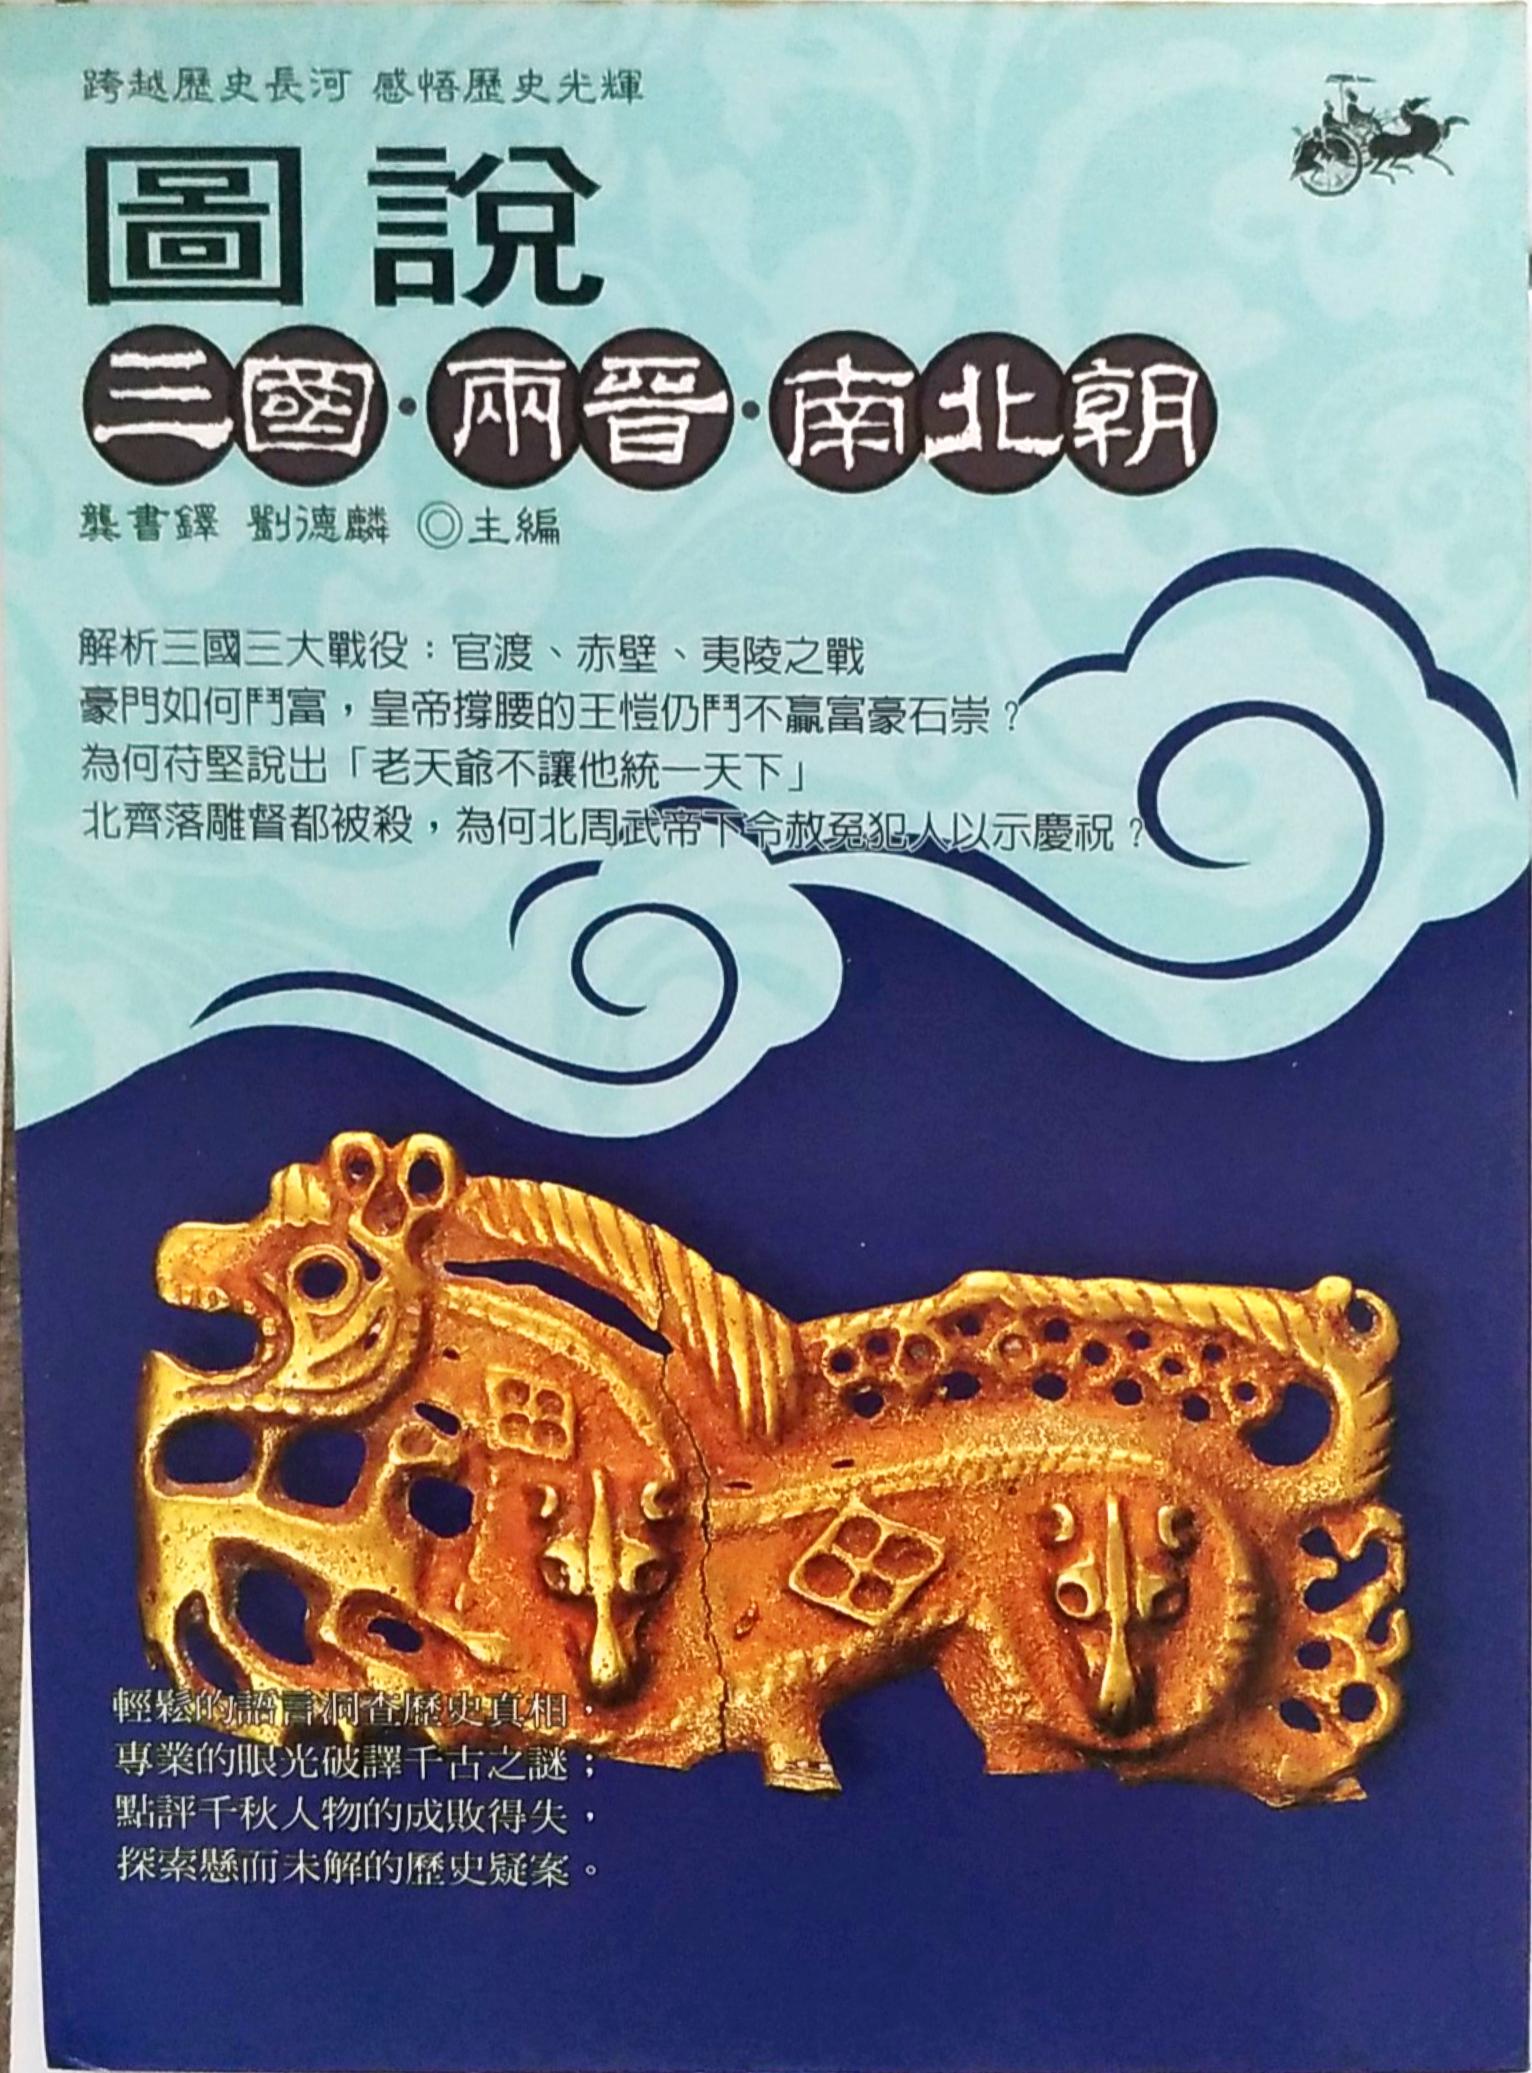 跨越歷史長河 感悟歷史光輝
圖說
三國·兩晉·南北朝
龔書鐸 劉德麟 ◎主編
解析三國三大戰役：官渡、赤壁、夷陵之戰
豪門如何鬥富，皇帝撐腰的王愷仍鬥不贏富豪石崇？
為何苻堅說出「老天爺不讓他統一天下」
北齊落雕督都被殺，為何北周武帝下令赦免犯人以示慶祝？
輕鬆的語言洞查歷史真相，
專業的眼光破譯千古之謎；
點評千秋人物的成敗得失，
探索懸而未解的歷史疑案。